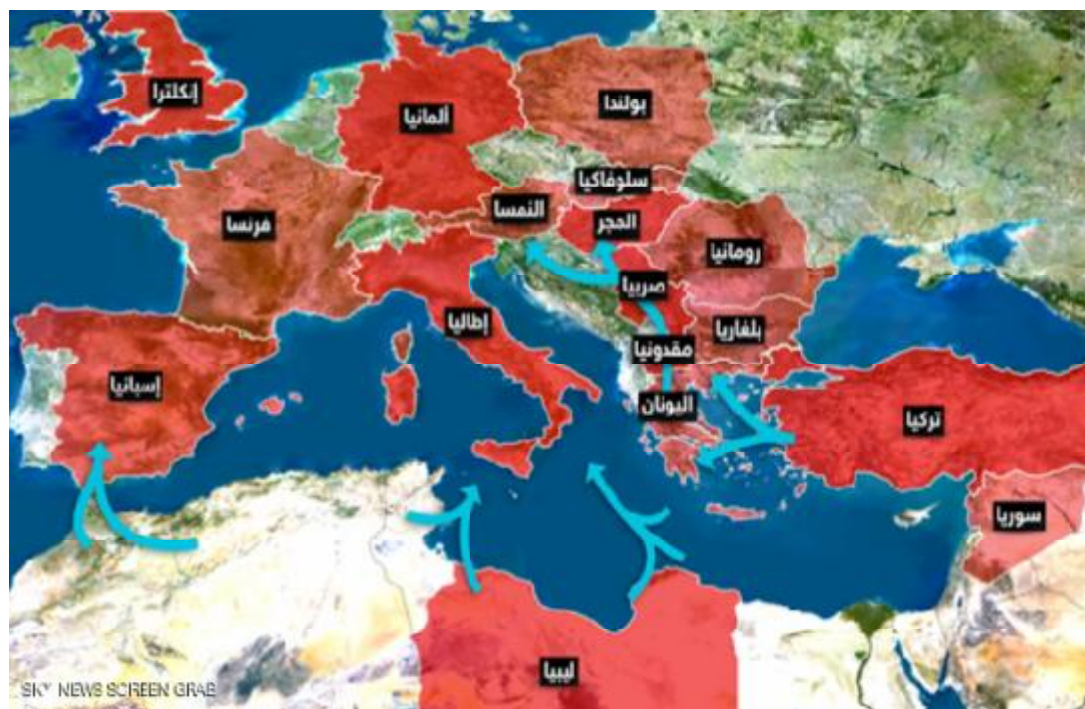 إنكلترا
ألمانيا
بولندا
سلوفاكيا
النمسا
المجر
فرنسا
رومانيا
صربيا
إطاليا
بلغاريا
مقدونيا
إسبانيا
اليونان
تركيا
سوريا
ليبيا
SKY NEWS SCREEN GRAB